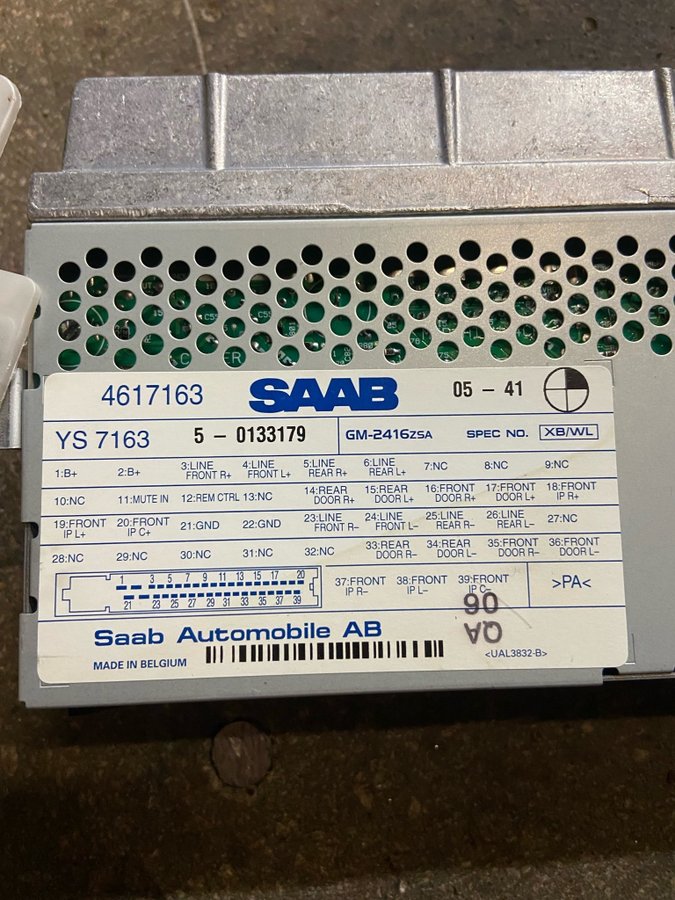 4617163 SAAB 05 - 41
YS 7163 5 - 0133179 GM-2416ZSA SPEC NO. XB/WL
1:B+ 2:B+ 3:LINE FRONT R+ 4:LINE FRONT L+ 5:LINE REAR R+ 6:LINE REAR L+ 7:NC 8:NC 9:NC
10:NC 11:MUTE IN 12:REM CTRL 13:NC 14:REAR DOOR R+ 15:REAR DOOR L+ 16:FRONT DOOR R+ 17:FRONT DOOR L+ 18:FRONT IP R+
19:FRONT IP L+ 20:FRONT IP C+ 21:GND 22:GND 23:LINE FRONT R– 24:LINE FRONT L– 25:LINE REAR R– 26:LINE REAR L– 27:NC
28:NC 29:NC 30:NC 31:NC 32:NC 33:REAR DOOR R– 34:REAR DOOR L– 35:FRONT DOOR R– 36:FRONT DOOR L–
1 3 5 7 9 11 13 15 17 20
21 23 25 27 29 31 33 35 37 39
37:FRONT IP R– 38:FRONT IP L– 39:FRONT IP C– >PA<
Saab Automobile AB
QA 06
MADE IN BELGIUM <UAL3832-B>